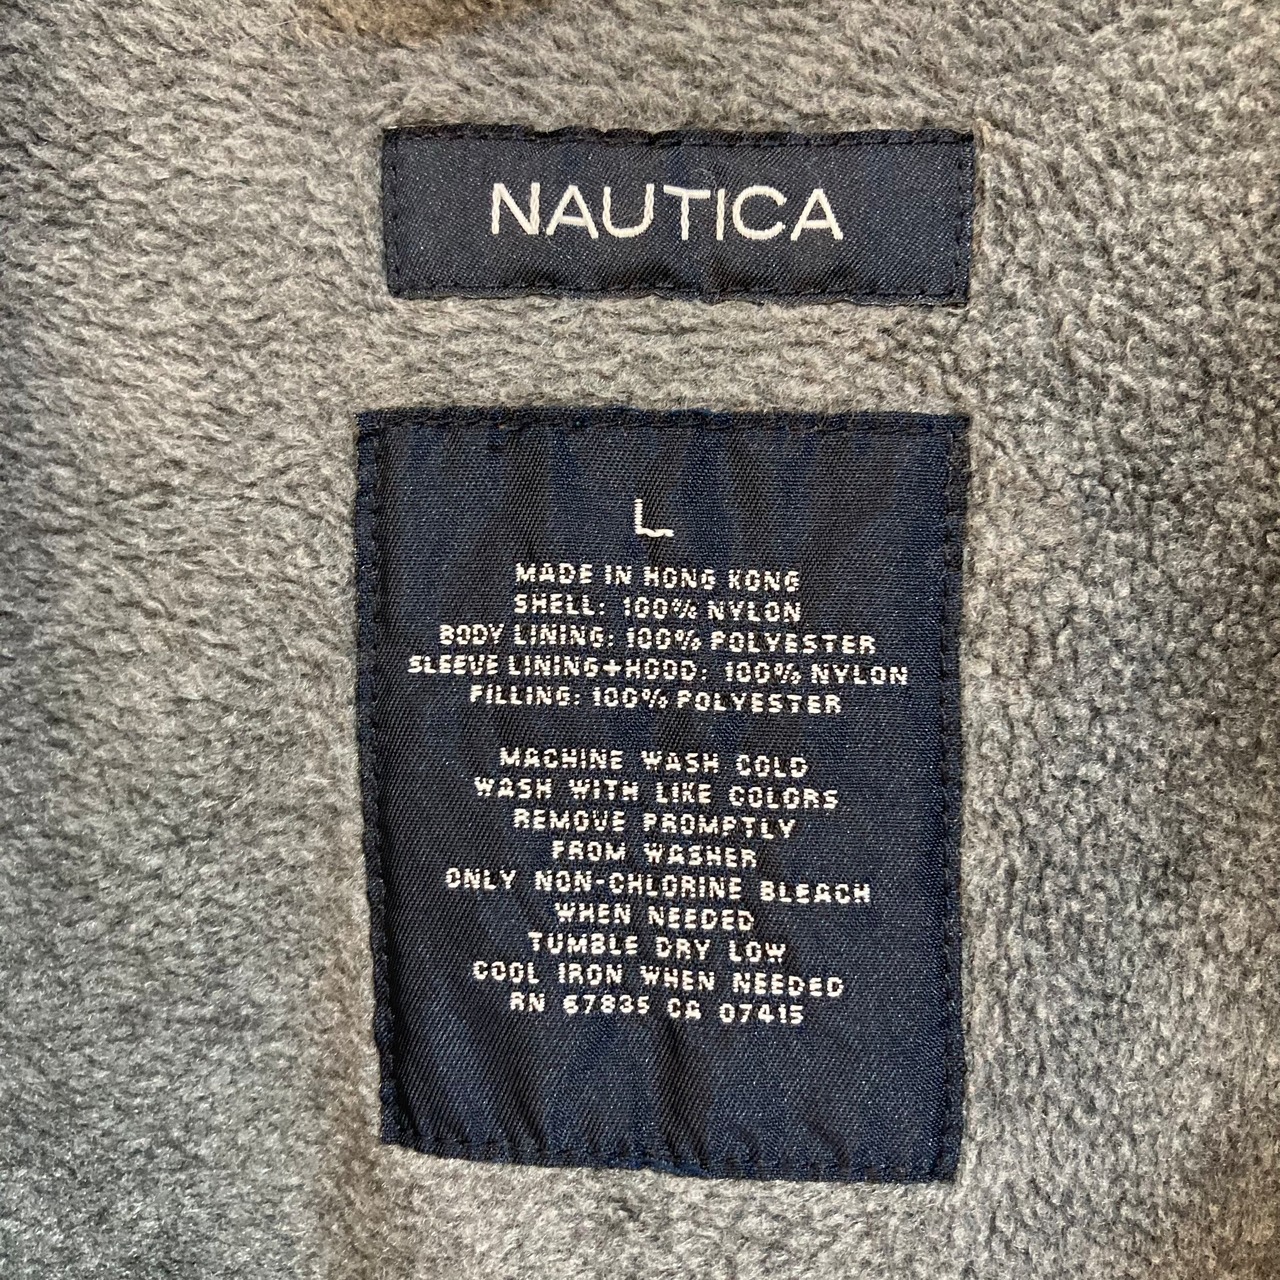 NAUTICA
L
MADE IN HONG KONG
SHELL: 100% NYLON
BODY LINING: 100% POLYESTER
SLEEVE LINING+HOOD: 100% NYLON
FILLING: 100% POLYESTER
MACHINE WASH COLD
WASH WITH LIKE COLORS
REMOVE PROMPTLY
FROM WASHER
ONLY NON-CHLORINE BLEACH
WHEN NEEDED
TUMBLE DRY LOW
COOL IRON WHEN NEEDED
RN 67835 CA 07415